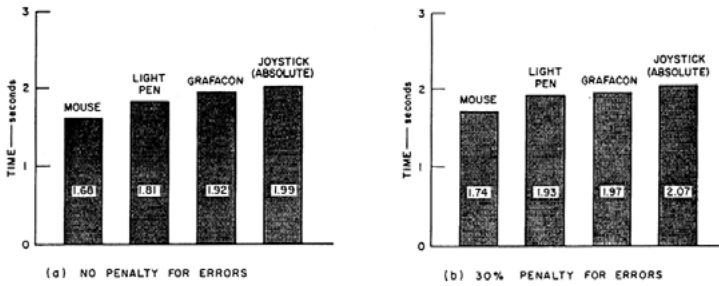 3
2
1
0
TIME—seconds
MOUSE
LIGHT
PEN
GRAFACON
JOYSTICK
(ABSOLUTE)
1.68
1.81
1.92
1.99
(a) NO PENALTY FOR ERRORS
3
2
1
0
TIME—seconds
MOUSE
LIGHT
PEN
GRAFACON
JOYSTICK
(ABSOLUTE)
1.74
1.93
1.97
2.07
(b) 30% PENALTY FOR ERRORS